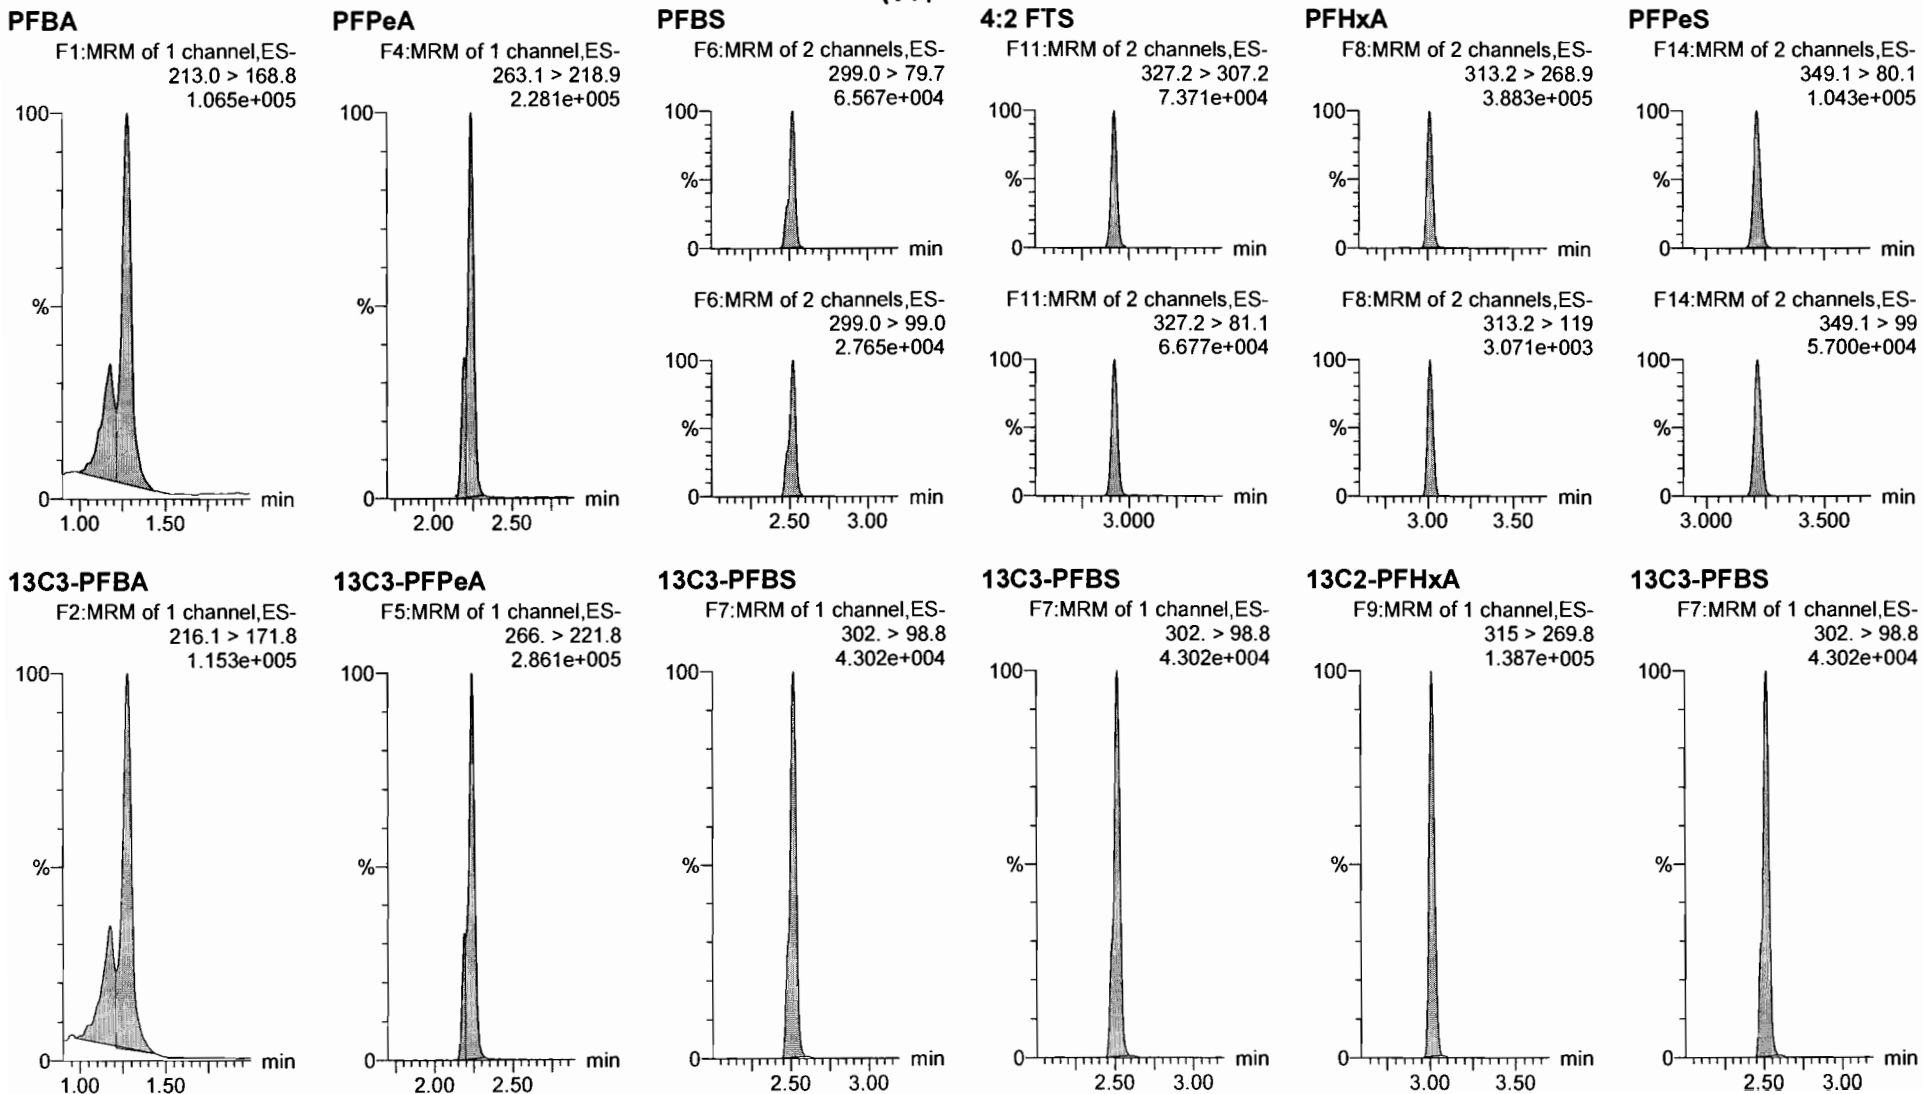 PFBA
F1:MRM of 1 channel,ES-
213.0 > 168.8
1.065e+005
100
%
0
min
1.00 1.50
PFPeA
F4:MRM of 1 channel,ES-
263.1 > 218.9
2.281e+005
100
%
0
min
2.00 2.50
PFBS
F6:MRM of 2 channels,ES-
299.0 > 79.7
6.567e+004
100
%
0
min
F6:MRM of 2 channels,ES-
299.0 > 99.0
2.765e+004
100
%
0
min
2.50 3.00
4:2 FTS
F11:MRM of 2 channels,ES-
327.2 > 307.2
7.371e+004
100
%
0
min
F11:MRM of 2 channels,ES-
327.2 > 81.1
6.677e+004
100
%
0
min
3.000
PFHxA
F8:MRM of 2 channels,ES-
313.2 > 268.9
3.883e+005
100
%
0
min
F8:MRM of 2 channels,ES-
313.2 > 119
3.071e+003
100
%
0
min
3.00 3.50
PFPeS
F14:MRM of 2 channels,ES-
349.1 > 80.1
1.043e+005
100
%
0
min
F14:MRM of 2 channels,ES-
349.1 > 99
5.700e+004
100
%
0
min
3.000 3.500
13C3-PFBA
F2:MRM of 1 channel,ES-
216.1 > 171.8
1.153e+005
100
%
0
min
1.00 1.50
13C3-PFPeA
F5:MRM of 1 channel,ES-
266. > 221.8
2.861e+005
100
%
0
min
2.00 2.50
13C3-PFBS
F7:MRM of 1 channel,ES-
302. > 98.8
4.302e+004
100
%
0
min
2.50 3.00
13C3-PFBS
F7:MRM of 1 channel,ES-
302. > 98.8
4.302e+004
100
%
0
min
2.50 3.00
13C2-PFHxA
F9:MRM of 1 channel,ES-
315 > 269.8
1.387e+005
100
%
0
min
3.00 3.50
13C3-PFBS
F7:MRM of 1 channel,ES-
302. > 98.8
4.302e+004
100
%
0
min
2.50 3.00